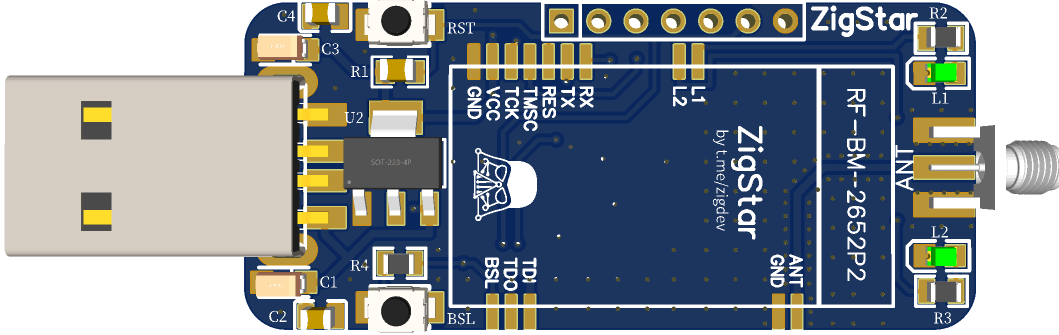 C4
RST
ZigStar
R2
C3
R1
L1
GND
VCC
TCK
TMSC
RES
TX
RX
L2
L1
U2
SOT-223-4P
ZigStar
by t.me/zigdev
RF-BM-2652P2
ANT
R4
BSL
TDO
TDI
GND
ANT
L2
C1
C2
BSL
R3